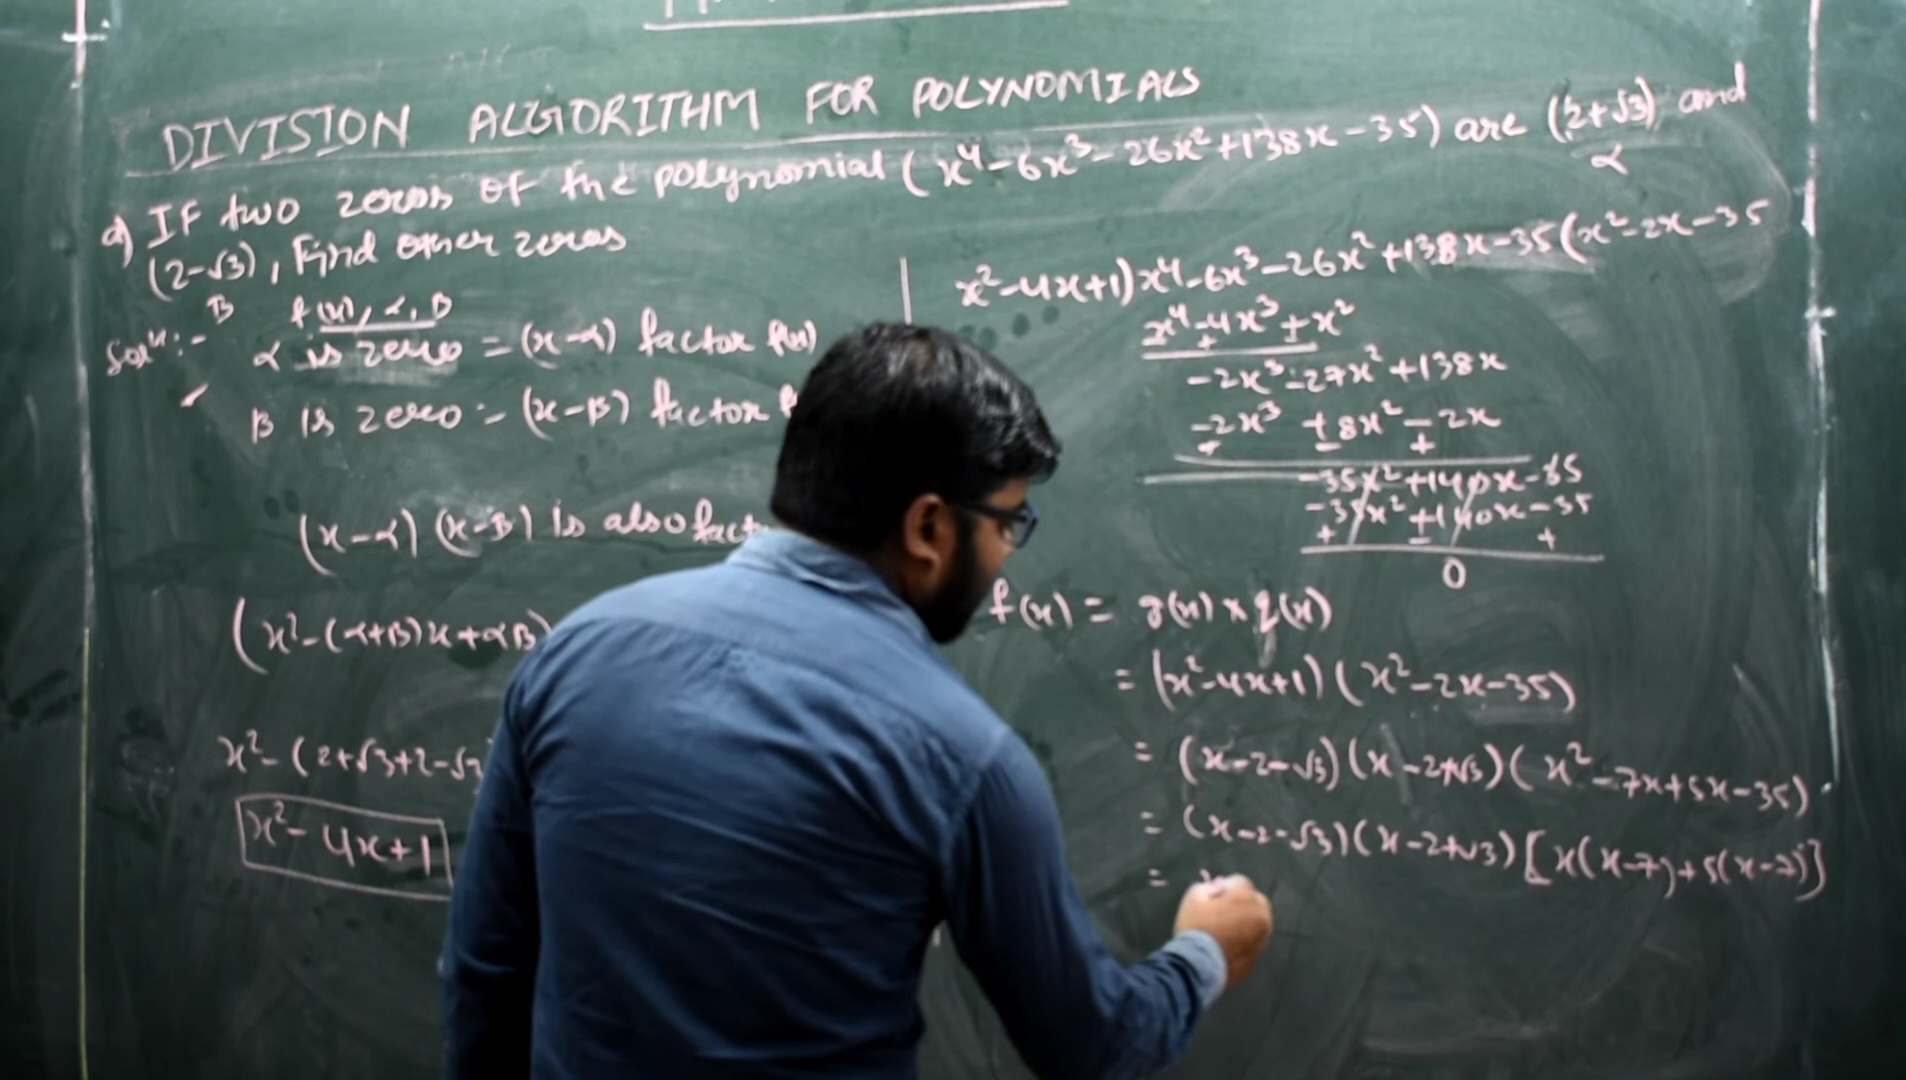 DIVISION ALGORITHM FOR POLYNOMIALS
a) IF two zeros of the polynomial (x⁴-6x³-26x²+138x-35) are (2+√3) and
α
(2-√3), Find other zeros
β
f(x), α, β
Solⁿ:-
α is zero = (x-α) factor f(x)
β is zero = (x-β) factor
(x-α) (x-β) is also
(x²-(α+β)x+αβ)
x²-(2+√3+2-√3
x²-4x+1
x²-4x+1)x⁴-6x³-26x²+138x-35(x²-2x-35
x⁴-4x³+x²
+ -
-2x³-27x²+138x
-2x³+8x²-2x
+ - +
-35x²+140x-35
-35x²+140x-35
+ - +
0
f(x) = g(x) × q(x)
= (x²-4x+1)(x²-2x-35)
= (x-2-√3)(x-2+√3)(x²-7x+5x-35)
= (x-2-√3)(x-2+√3)[x(x-7)+5(x-7)]
=